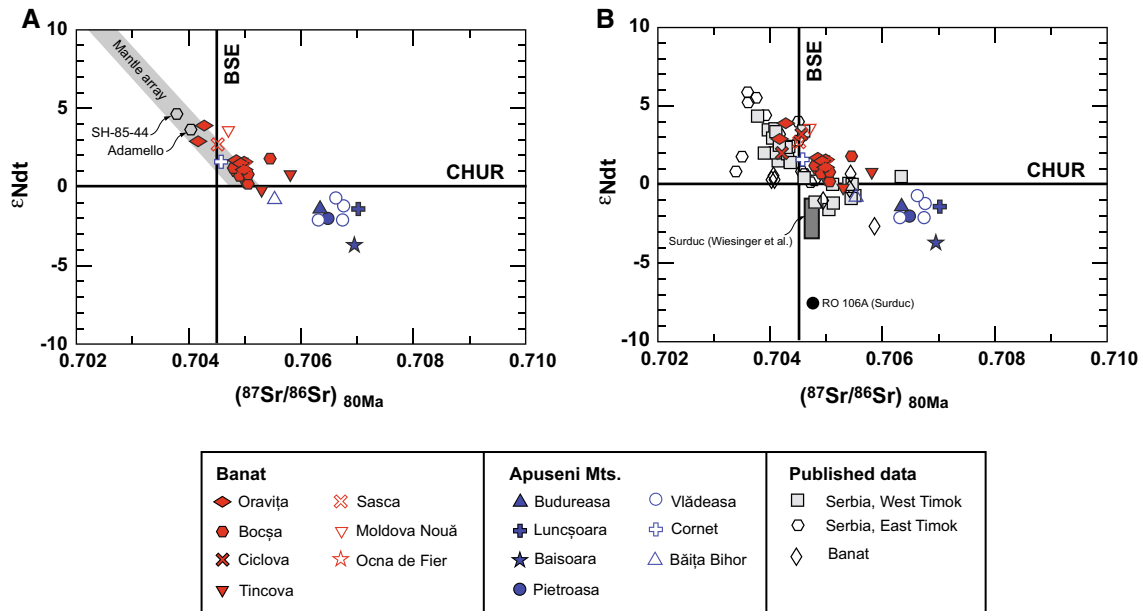 A
10
5
0
-5
-10
εNdt
Mantle array
SH-85-44
Adamello
BSE
CHUR
0.702
0.704
0.706
0.708
0.710
(87Sr/86Sr) 80Ma
B
10
5
0
-5
-10
εNdt
BSE
CHUR
Surduc (Wiesinger et al.)
RO 106A (Surduc)
0.702
0.704
0.706
0.708
0.710
(87Sr/86Sr) 80Ma
Banat
Oravița
Bocșa
Ciclova
Tincova
Sasca
Moldova Nouă
Ocna de Fier
Apuseni Mts.
Budureasa
Luncșoara
Baisoara
Pietroasa
Vlădeasa
Cornet
Băița Bihor
Published data
Serbia, West Timok
Serbia, East Timok
Banat